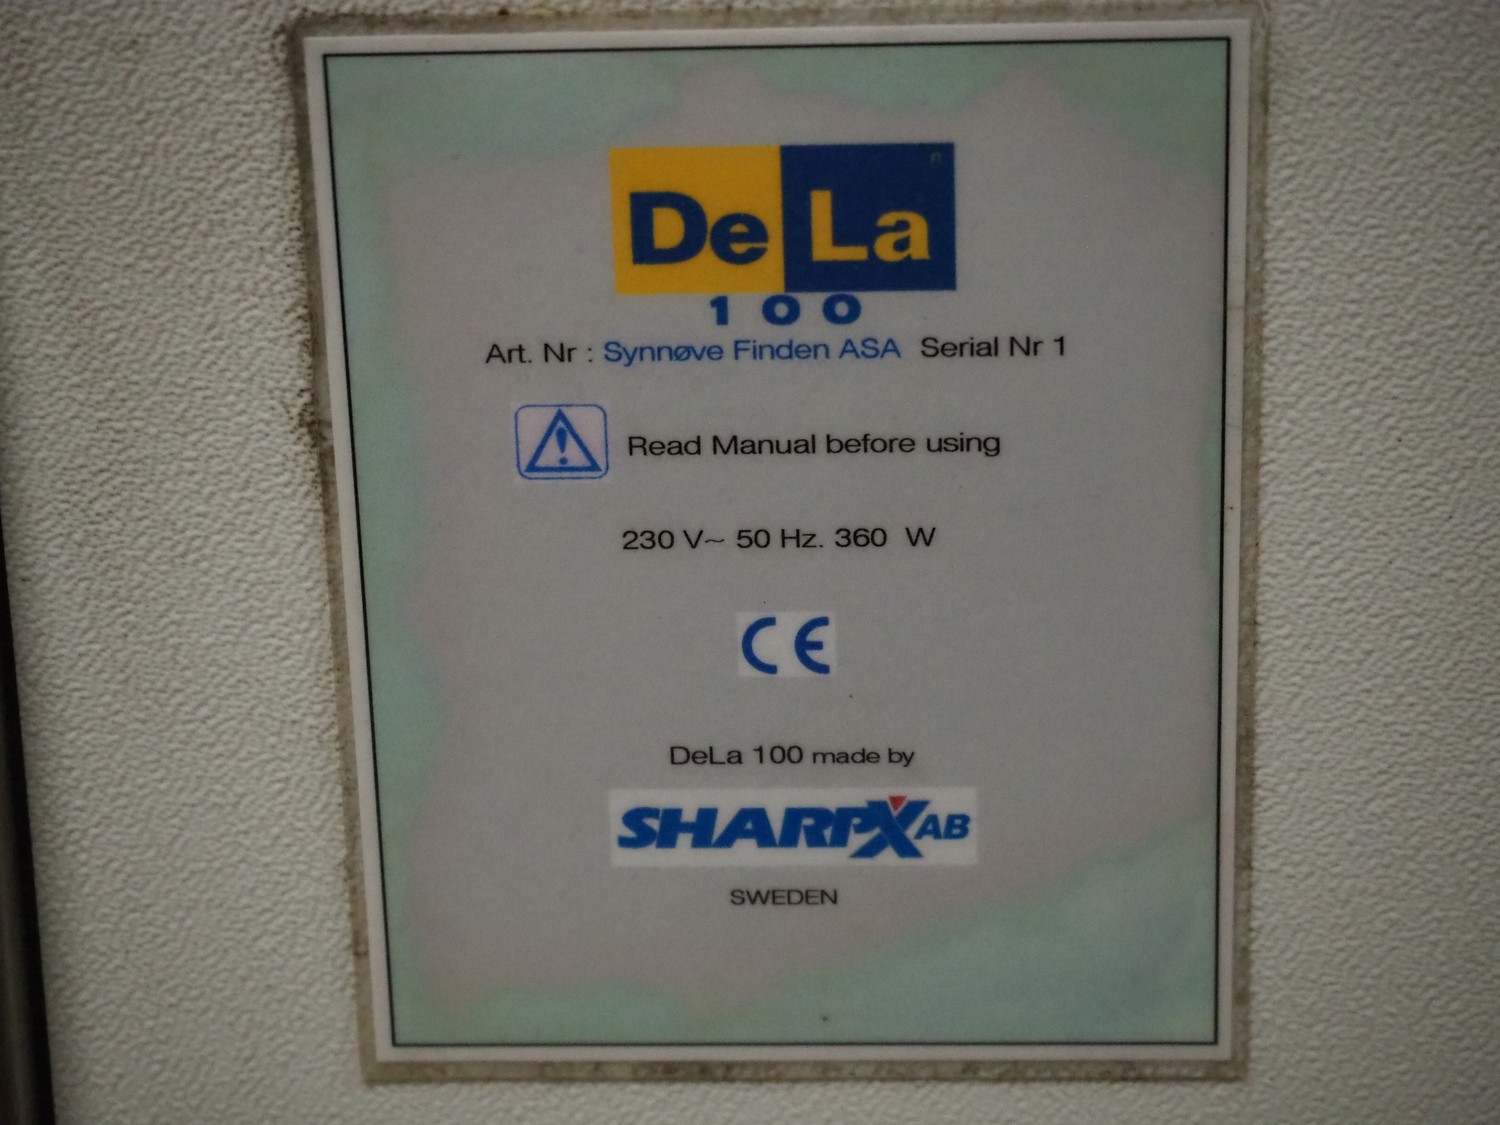 DeLa
100
Art. Nr : Synnøve Finden ASA Serial Nr 1
Read Manual before using
230 V~ 50 Hz. 360 W
CE
DeLa 100 made by
SHARPX AB
SWEDEN